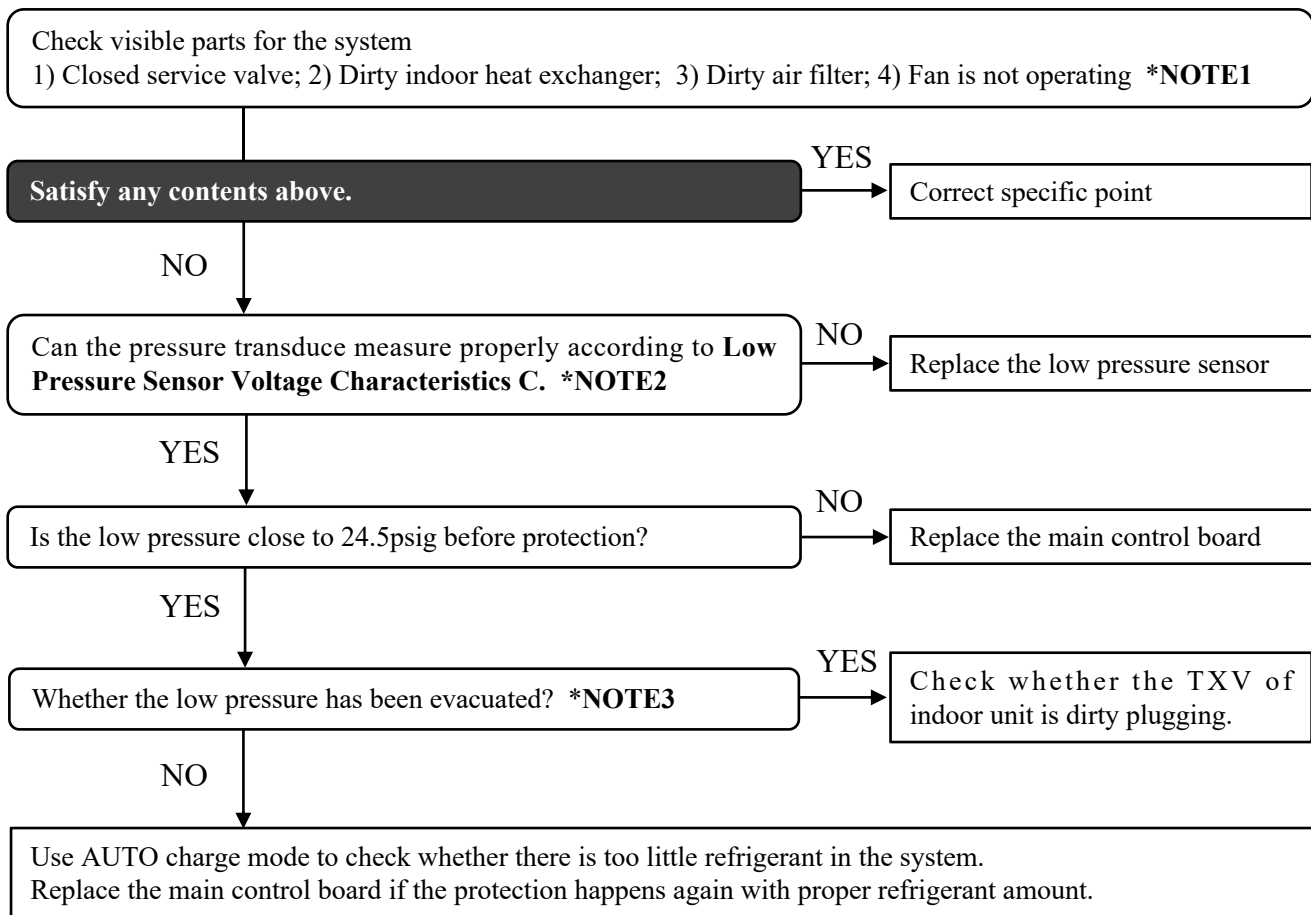 Check visible parts for the system
1) Closed service valve; 2) Dirty indoor heat exchanger; 3) Dirty air filter; 4) Fan is not operating *NOTE1
YES
Satisfy any contents above.
Correct specific point
NO
Can the pressure transduce measure properly according to Low
Pressure Sensor Voltage Characteristics C. *NOTE2
NO
Replace the low pressure sensor
YES
Is the low pressure close to 24.5psig before protection?
NO
Replace the main control board
YES
Whether the low pressure has been evacuated? *NOTE3
YES
Check whether the TXV of
indoor unit is dirty plugging.
NO
Use AUTO charge mode to check whether there is too little refrigerant in the system.
Replace the main control board if the protection happens again with proper refrigerant amount.